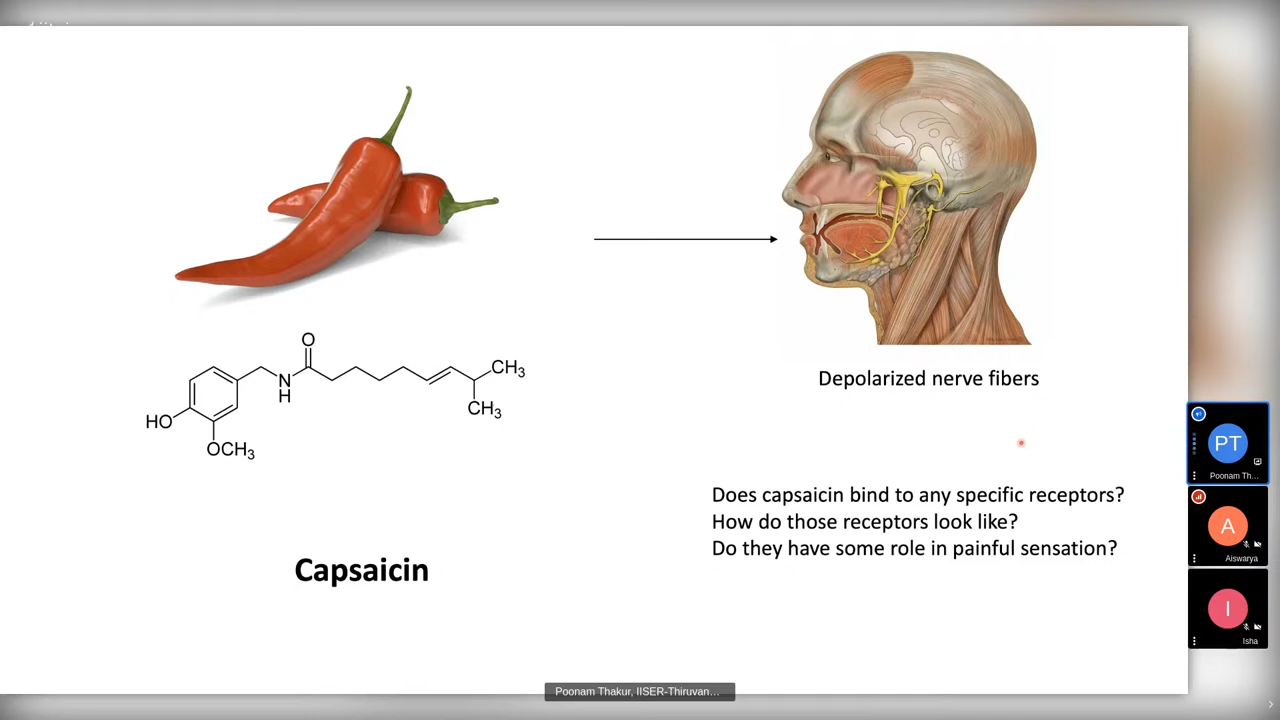 O
N
H
HO
OCH3
CH3
CH3
Capsaicin
Depolarized nerve fibers
Does capsaicin bind to any specific receptors?
How do those receptors look like?
Do they have some role in painful sensation?
PT
Poonam Th...
A
Aiswarya
I
Isha
Poonam Thakur, IISER-Thiruvan...